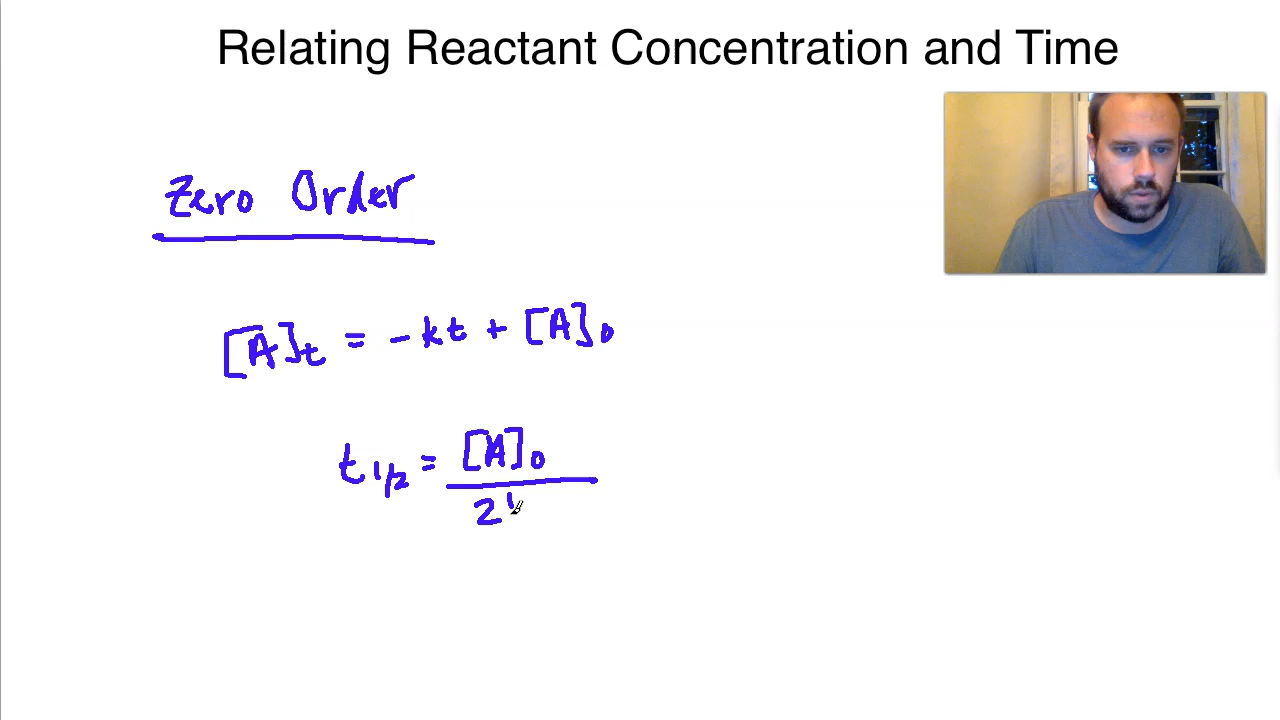 Relating Reactant Concentration and Time
Zero Order
[A]t = -kt + [A]0
t1/2 = [A]0
2